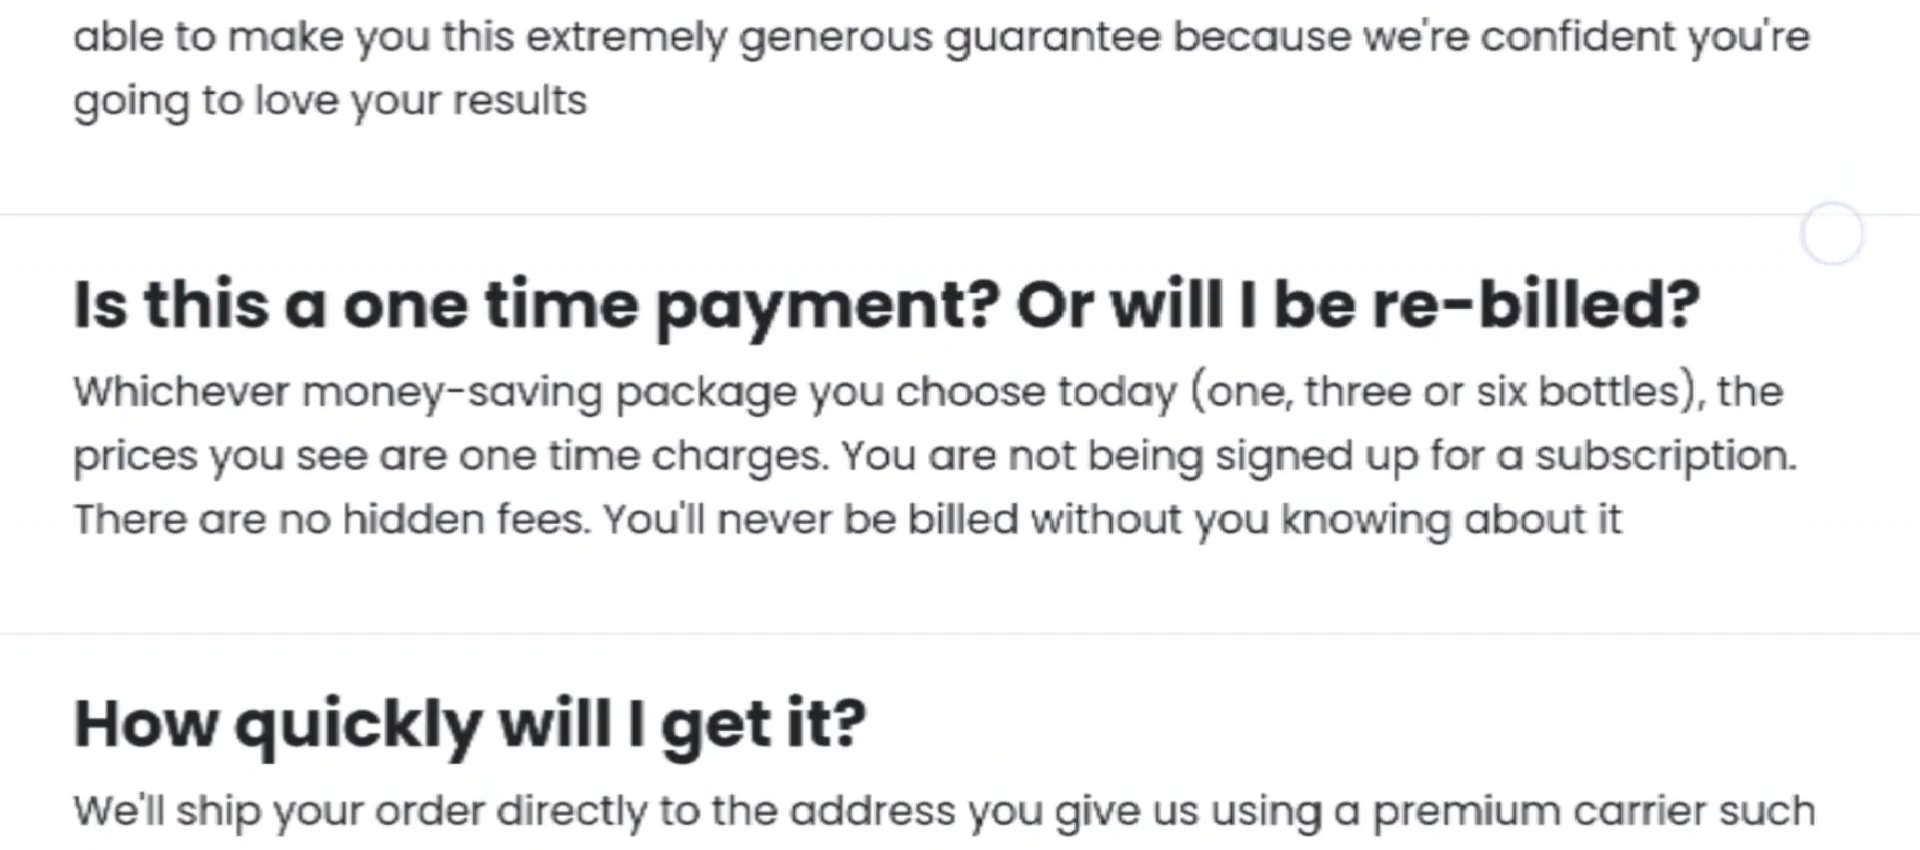 able to make you this extremely generous guarantee because we're confident you're
going to love your results
Is this a one time payment? Or will I be re-billed?
Whichever money-saving package you choose today (one, three or six bottles), the
prices you see are one time charges. You are not being signed up for a subscription.
There are no hidden fees. You'll never be billed without you knowing about it
How quickly will I get it?
We'll ship your order directly to the address you give us using a premium carrier such